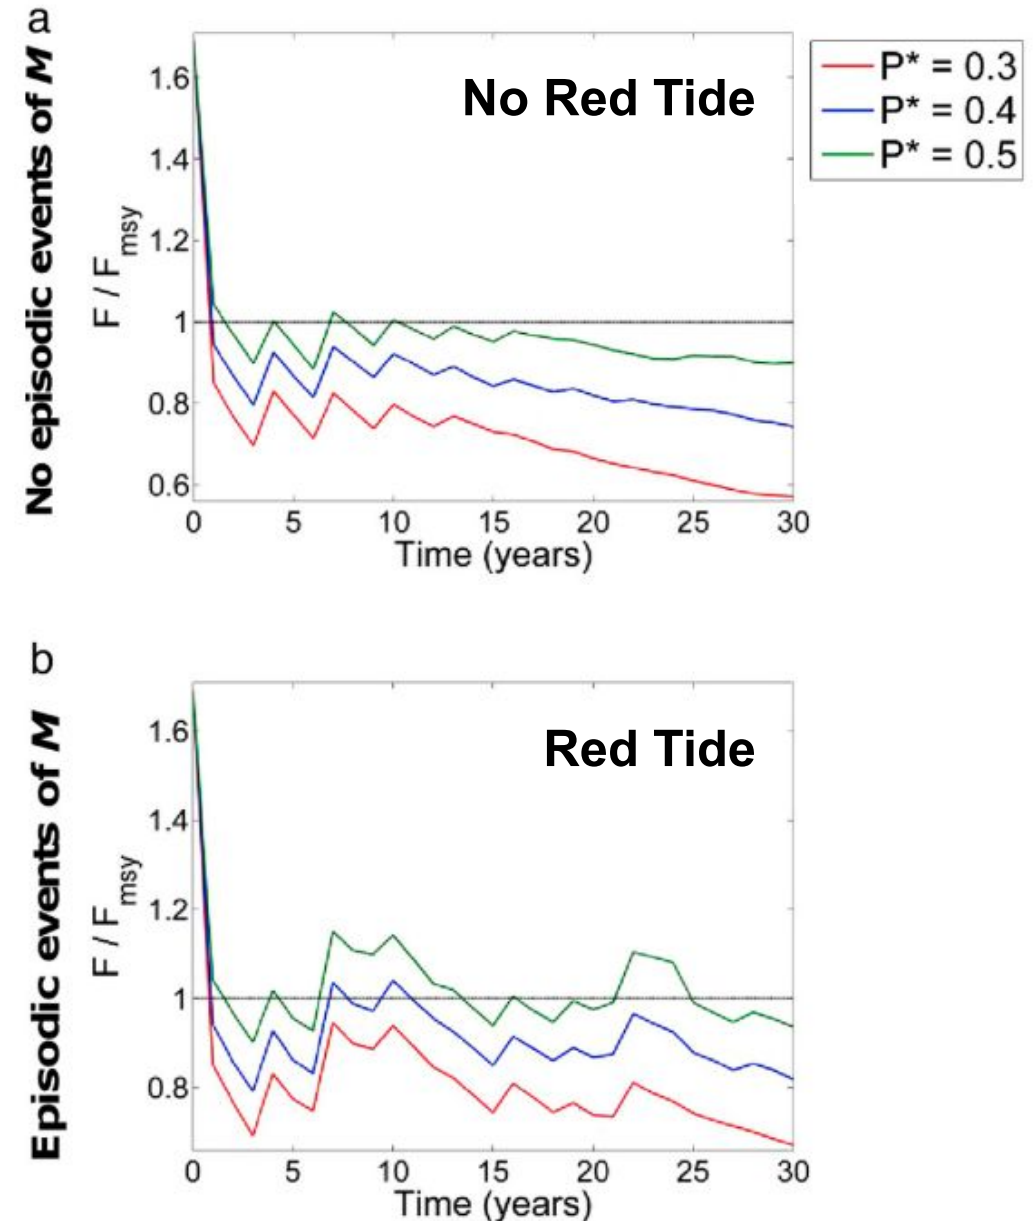 a
No episodic events of M
No Red Tide
P* = 0.3
P* = 0.4
P* = 0.5
F / Fmsy
1.6
1.4
1.2
1
0.8
0.6
0 5 10 15 20 25 30
Time (years)
b
Episodic events of M
Red Tide
F / Fmsy
1.6
1.4
1.2
1
0.8
0 5 10 15 20 25 30
Time (years)